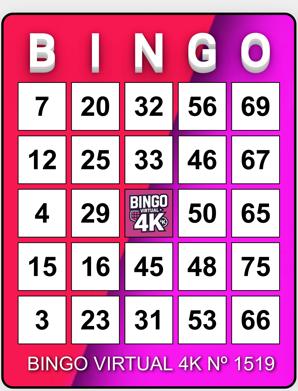 B I N G O
7 20 32 56 69
12 25 33 46 67
4 29 BINGO VIRTUAL 4K 50 65
15 16 45 48 75
3 23 31 53 66
BINGO VIRTUAL 4K Nº 1519